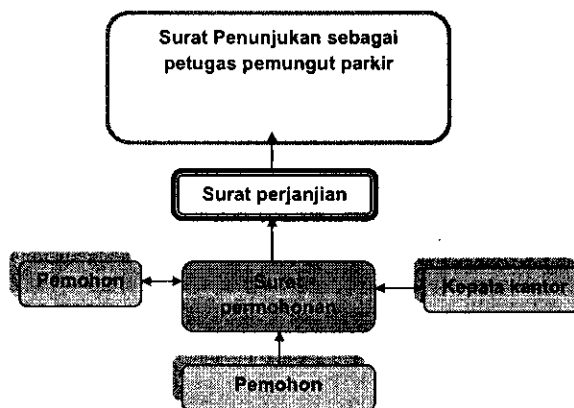 Surat Penunjukan sebagai
petugas pemungut parkir
Surat perjanjian
Pemohon
Surat
permohonan
Kepala kantor
Pemohon